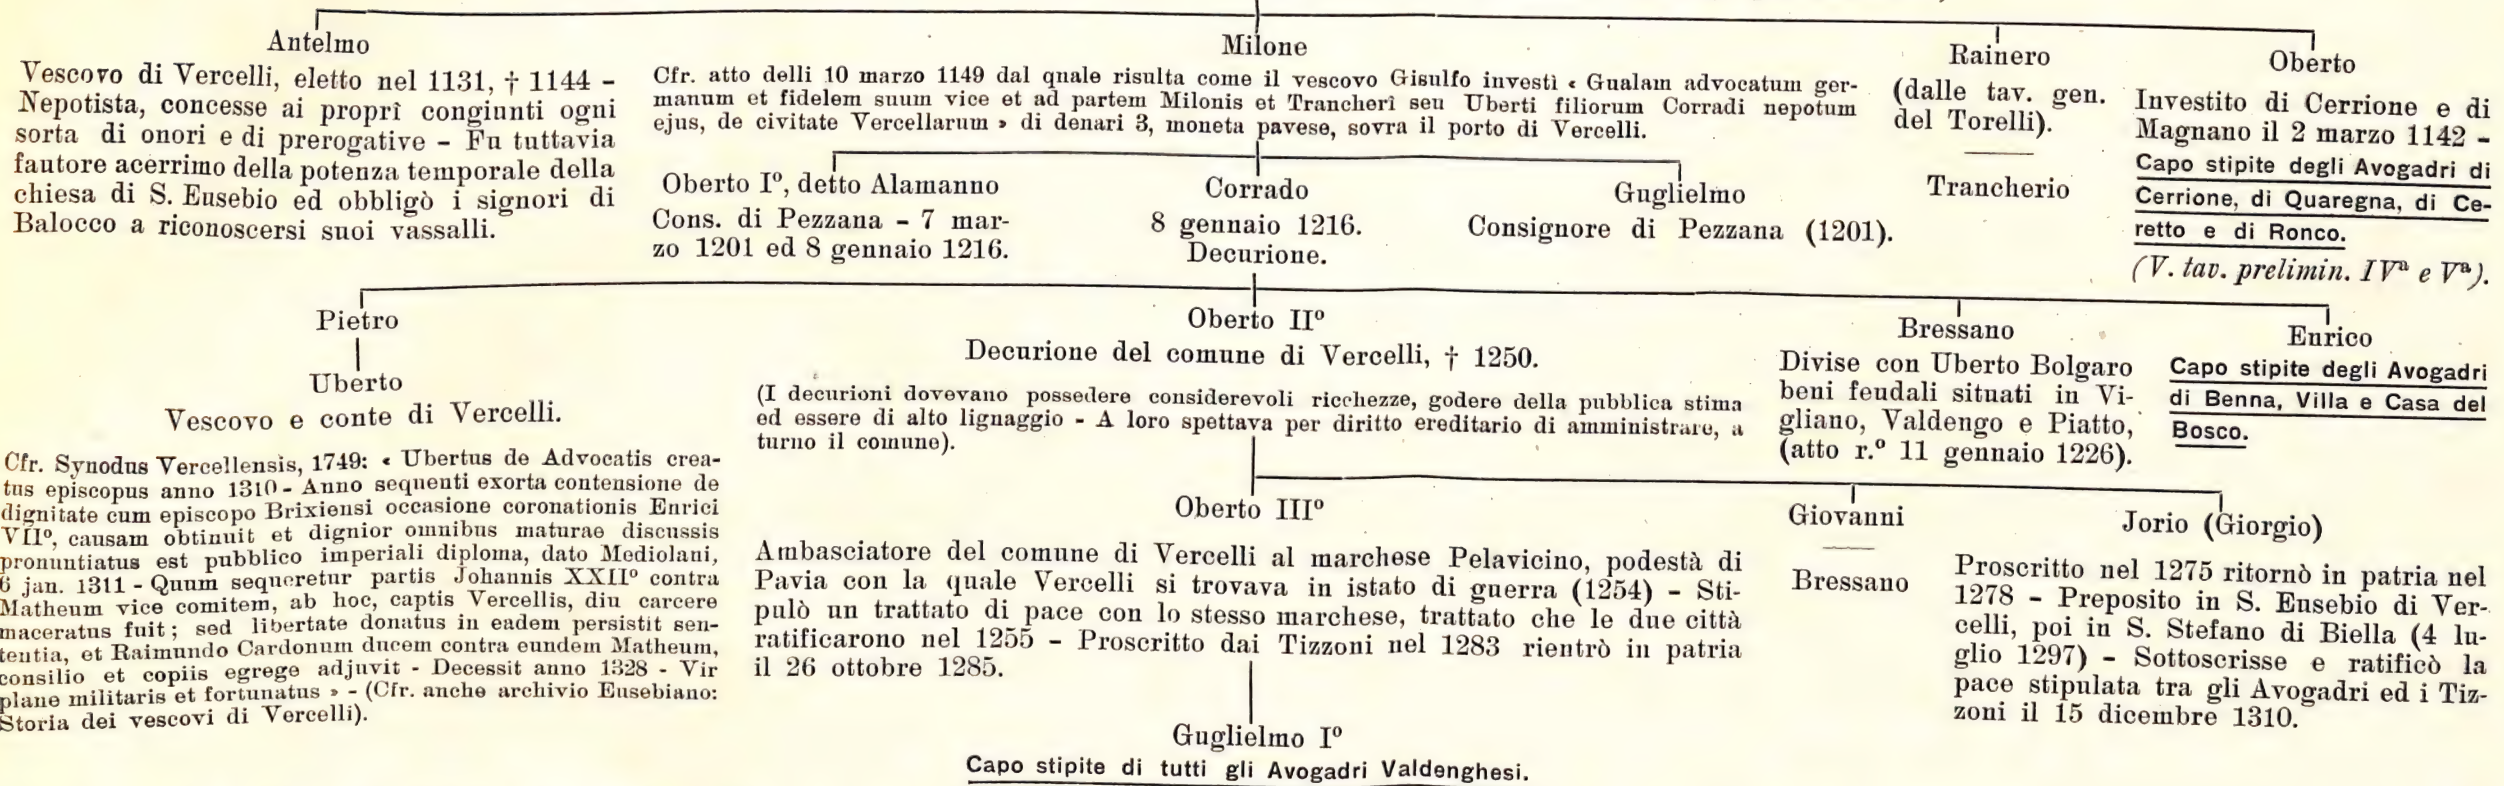 Antelmo
Vescovo di Vercelli, eletto nel 1131, † 1144 –
Nepotista, concesse ai proprî congiunti ogni
sorta di onori e di prerogative – Fu tuttavia
fautore acerrimo della potenza temporale della
chiesa di S. Eusebio ed obbligò i signori di
Balocco a riconoscersi suoi vassalli.
Milone
Cfr. atto delli 10 marzo 1149 dal quale risulta come il vescovo Gisulfo investì « Gualam advocatum ger-
manum et fidelem suum vice et ad partem Milonis et Trancherì seu Uberti filiorum Corradi nepotum
ejus, de civitate Vercellarum » di denari 3, moneta pavese, sovra il porto di Vercelli.
Rainero
(dalle tav. gen.
del Torelli).
Trancherio
Oberto
Investito di Cerrione e di
Magnano il 2 marzo 1142 –
Capo stipite degli Avogadri di
Cerrione, di Quaregna, di Ce-
retto e di Ronco.
(V. tav. prelimin. IVª e Vª).
Oberto Iº, detto Alamanno
Cons. di Pezzana – 7 mar-
zo 1201 ed 8 gennaio 1216.
Corrado
8 gennaio 1216.
Decurione.
Guglielmo
Consignore di Pezzana (1201).
Pietro
Uberto
Vescovo e conte di Vercelli.
Cfr. Synodus Vercellensis, 1749: « Ubertus de Advocatis crea-
tus episcopus anno 1310 – Anno sequenti exorta contensione de
dignitate cum episcopo Brixiensi occasione coronationis Enrici
VIIº, causam obtinuit et dignior omnibus maturae discussis
pronuntiatus est pubblico imperiali diploma, dato Mediolani,
6 jan. 1311 – Quum sequeretur partis Johannis XXIIº contra
Matheum vice comitem, ab hoc, captis Vercellis, diu carcere
maceratus fuit; sed libertate donatus in eadem persistit sen-
tentia, et Raimundo Cardonum ducem contra eundem Matheum,
consilio et copiis egrege adjuvit – Decessit anno 1328 – Vir
plane militaris et fortunatus » – (Cfr. anche archivio Eusebiano:
Storia dei vescovi di Vercelli).
Oberto IIº
Decurione del comune di Vercelli, † 1250.
(I decurioni dovevano possedere considerevoli ricchezze, godere della pubblica stima
ed essere di alto lignaggio – A loro spettava per diritto ereditario di amministrare, a
turno il comune).
Bressano
Divise con Uberto Bolgaro
beni feudali situati in Vi-
gliano, Valdengo e Piatto,
(atto r.º 11 gennaio 1226).
Enrico
Capo stipite degli Avogadri
di Benna, Villa e Casa del
Bosco.
Oberto IIIº
Ambasciatore del comune di Vercelli al marchese Pelavicino, podestà di
Pavia con la quale Vercelli si trovava in istato di guerra (1254) – Sti-
pulò un trattato di pace con lo stesso marchese, trattato che le due città
ratificarono nel 1255 – Proscritto dai Tizzoni nel 1283 rientrò in patria
il 26 ottobre 1285.
Giovanni
Bressano
Jorio (Giorgio)
Proscritto nel 1275 ritornò in patria nel
1278 – Preposito in S. Eusebio di Ver-
celli, poi in S. Stefano di Biella (4 lu-
glio 1297) – Sottoscrisse e ratificò la
pace stipulata tra gli Avogadri ed i Tiz-
zoni il 15 dicembre 1310.
Guglielmo Iº
Capo stipite di tutti gli Avogadri Valdenghesi.